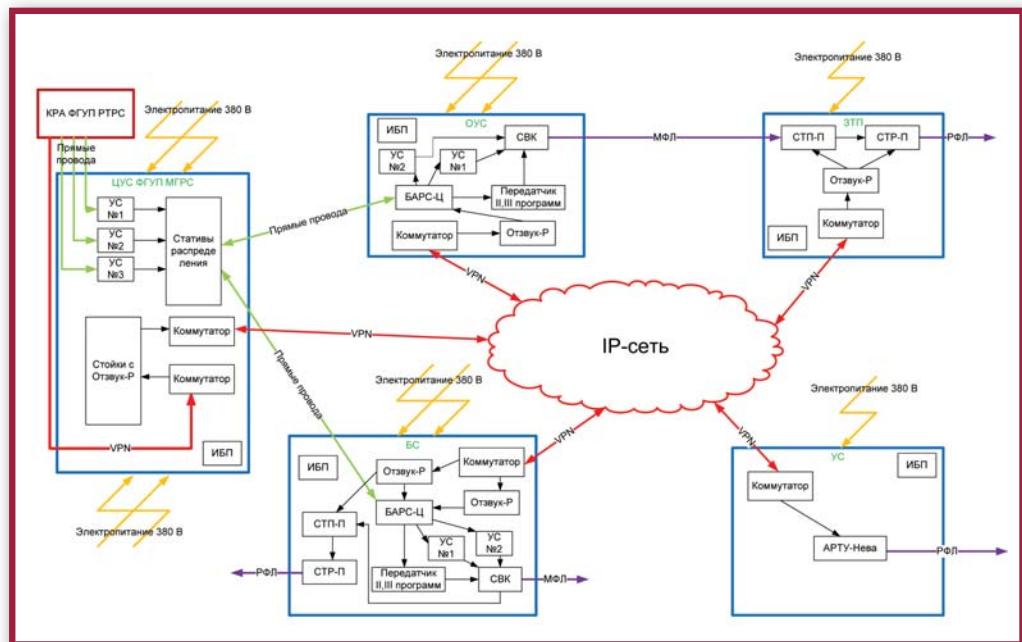 Электропитание 380 В
Электропитание 380 В
КРА ФГУП РТРС
Электропитание 380 В
Прямые
провода
ЦУС ФГУП МГРС
УС
№1
УС
№2
УС
№3
Стативы
распреде
ления
Стойки с
Отзвук-Р
Коммутатор
Коммутатор
VPN
ИБП
Электропитание 380 В
ОУС
ИБП
СВК
УС
№2
УС
№1
БАРС-Ц
Передатчик
II,III программ
Коммутатор
Отзвук-Р
МФЛ
ЗТП
СТП-П
СТР-П
РФЛ
Отзвук-Р
Коммутатор
ИБП
Прямые провода
VPN
VPN
VPN
IP-сеть
Прямые провода
Электропитание 380 В
Электропитание 380 В
VPN
VPN
БС
ИБП
Отзвук-Р
Коммутатор
Отзвук-Р
БАРС-Ц
СТП-П
УС
№1
УС
№2
СТР-П
РФЛ
Передатчик
II,III программ
СВК
МФЛ
УС
ИБП
Коммутатор
АРТУ-Нева
РФЛ